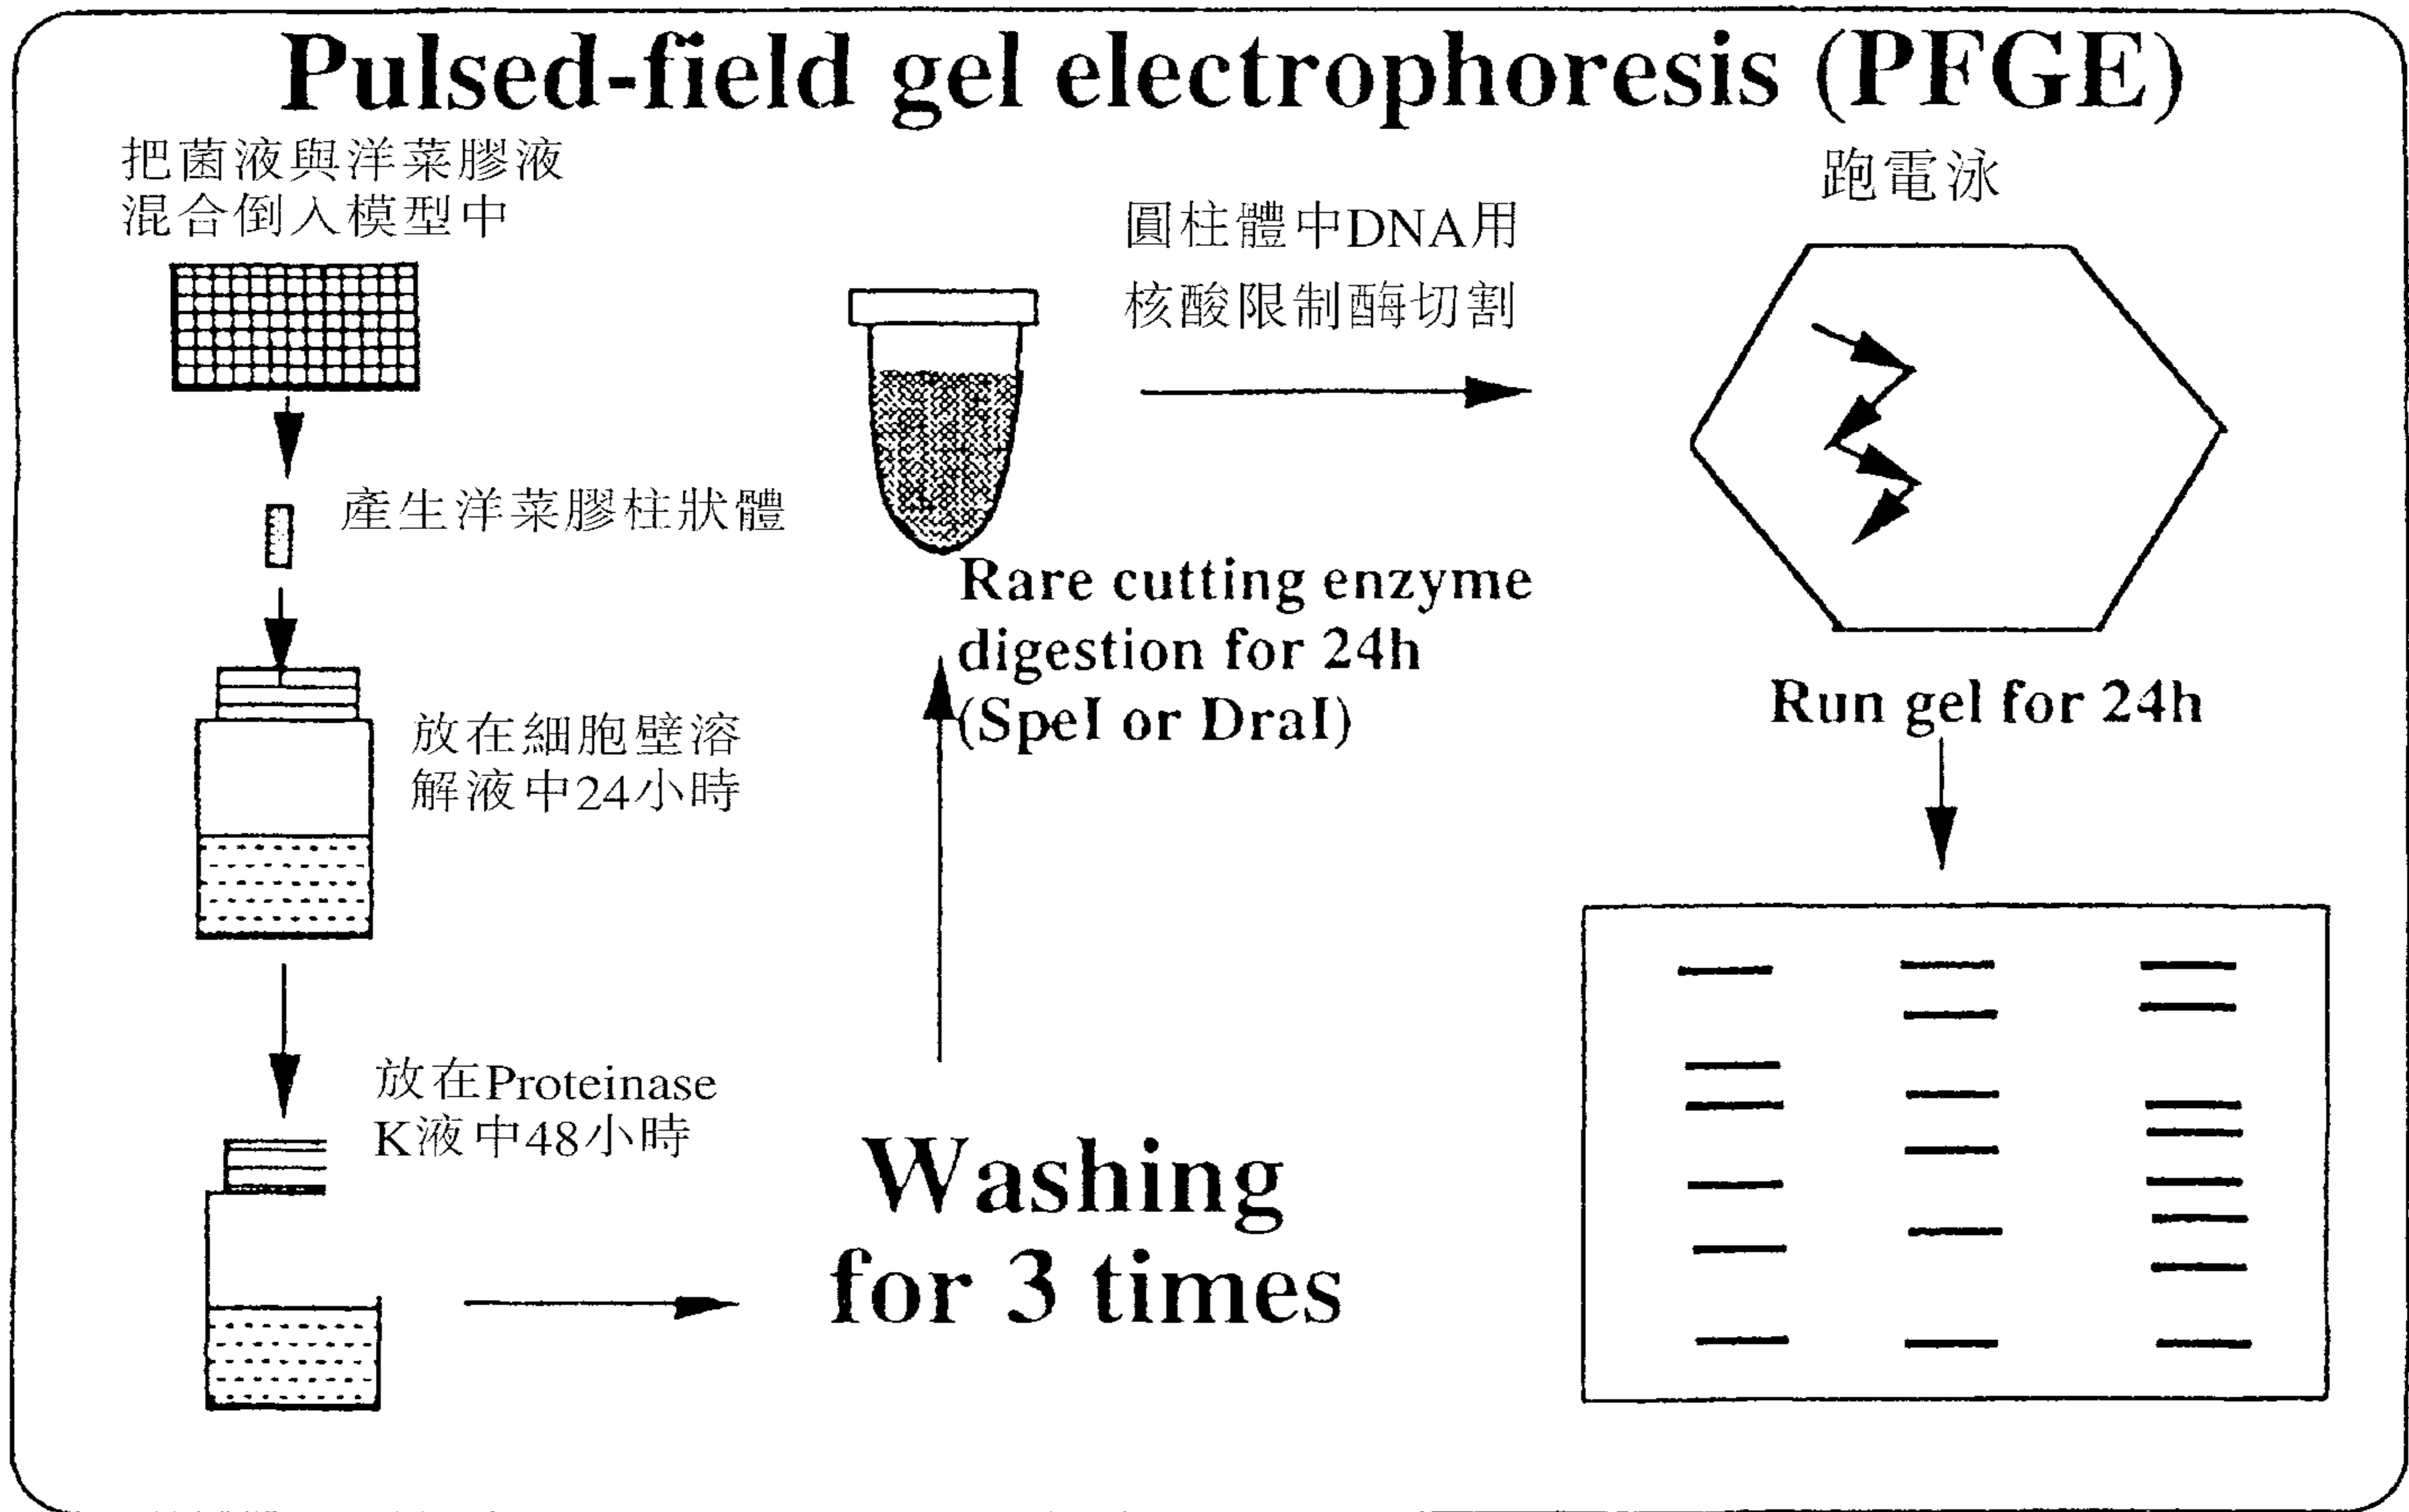 Pulsed-field gel electrophoresis (PFGE)
把菌液與洋菜膠液
混合倒入模型中
產生洋菜膠柱狀體
放在細胞壁溶
解液中24小時
放在Proteinase
K液中48小時
Washing
for 3 times
Rare cutting enzyme
digestion for 24h
(SpeI or DraI)
圓柱體中DNA用
核酸限制酶切割
跑電泳
Run gel for 24h